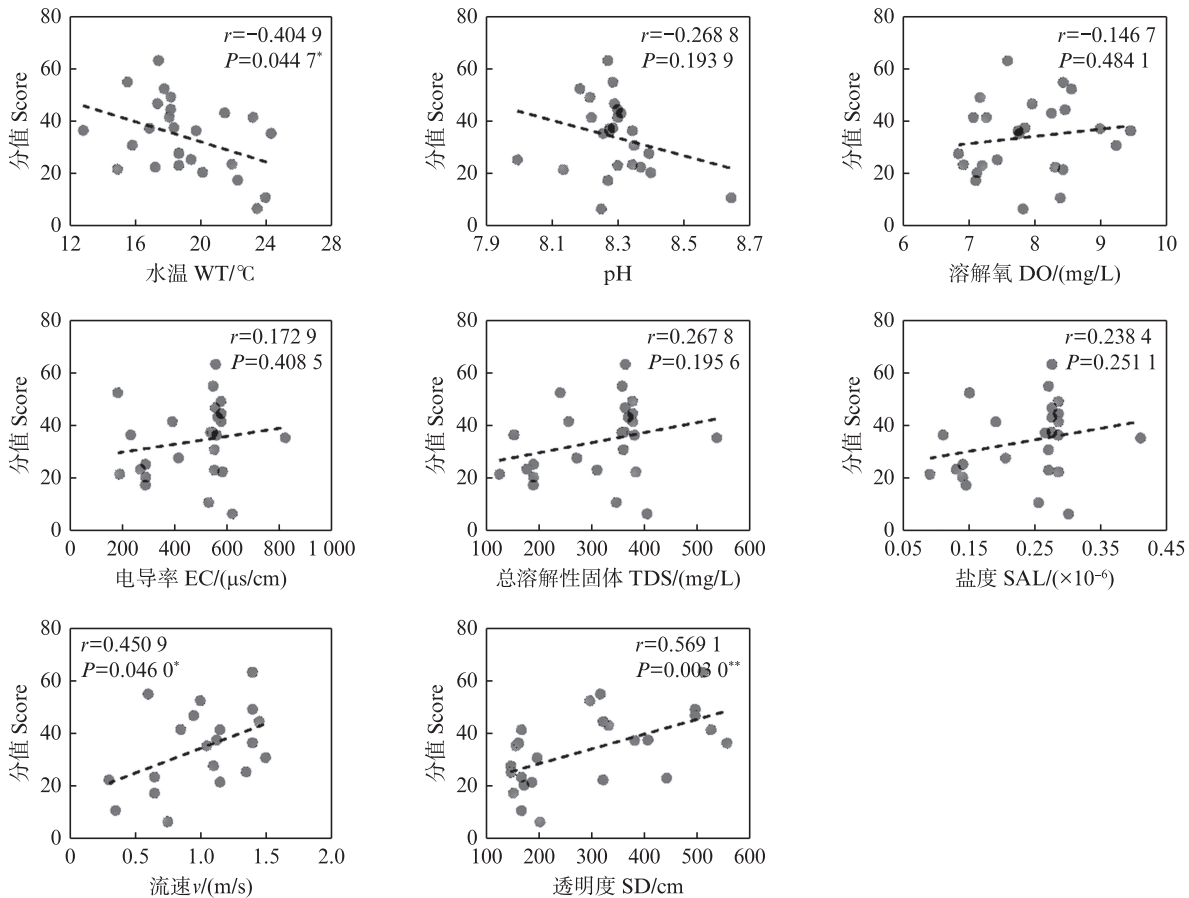 80
60
40
20
0
分值 Score
r=−0.404 9
P=0.044 7*
12 16 20 24 28
水温 WT/℃
80
60
40
20
0
分值 Score
r=−0.268 8
P=0.193 9
7.9 8.1 8.3 8.5 8.7
pH
80
60
40
20
0
分值 Score
r=−0.146 7
P=0.484 1
6 7 8 9 10
溶解氧 DO/(mg/L)
80
60
40
20
0
分值 Score
r=0.172 9
P=0.408 5
0 200 400 600 800 1 000
电导率 EC/(μs/cm)
80
60
40
20
0
分值 Score
r=0.267 8
P=0.195 6
100 200 300 400 500 600
总溶解性固体 TDS/(mg/L)
80
60
40
20
0
分值 Score
r=0.238 4
P=0.251 1
0.05 0.15 0.25 0.35 0.45
盐度 SAL/(×10⁻⁶)
80
60
40
20
0
分值 Score
r=0.450 9
P=0.046 0*
0 0.5 1.0 1.5 2.0
流速v/(m/s)
80
60
40
20
0
分值 Score
r=0.569 1
P=0.003 0**
100 200 300 400 500 600
透明度 SD/cm